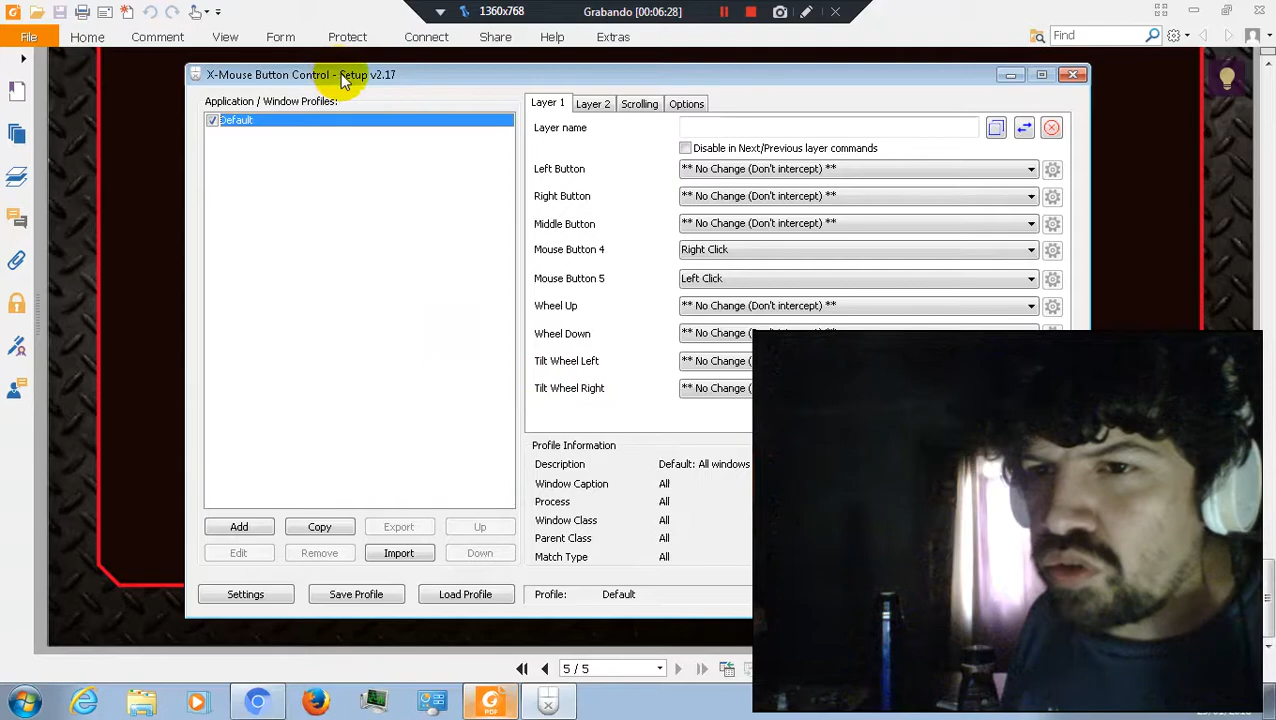 1360x768
Grabando [00:06:28]
File Home Comment View Form Protect Connect Share Help Extras
Find
X-Mouse Button Control - Setup v2.17
Application / Window Profiles:
Default
Layer 1 Layer 2 Scrolling Options
Layer name
Disable in Next/Previous layer commands
Left Button ** No Change (Don't intercept) **
Right Button ** No Change (Don't intercept) **
Middle Button ** No Change (Don't intercept) **
Mouse Button 4 Right Click
Mouse Button 5 Left Click
Wheel Up ** No Change (Don't intercept) **
Wheel Down ** No Change (Don't intercept) **
Tilt Wheel Left ** No Change (
Tilt Wheel Right ** No Change (
Profile Information
Description Default: All windows
Window Caption All
Process All
Window Class All
Parent Class All
Match Type All
Add Copy Export Up
Edit Remove Import Down
Settings Save Profile Load Profile
Profile: Default
5 / 5
PDF